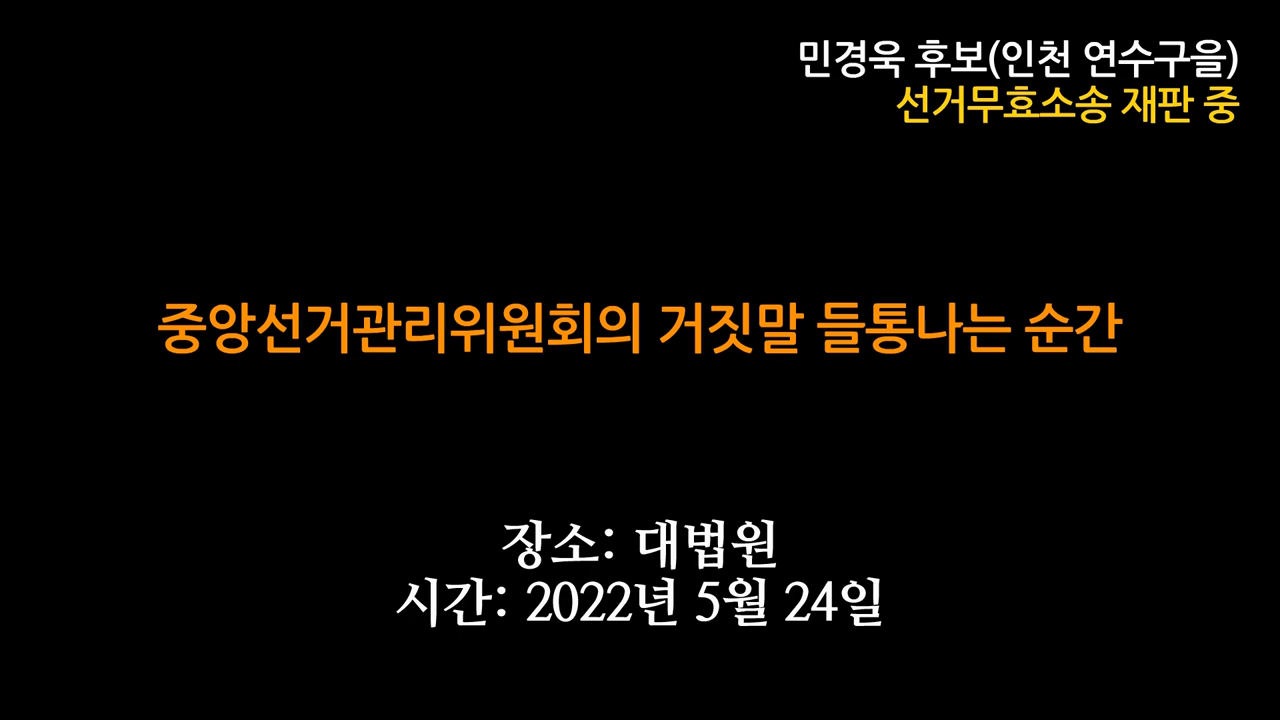 민경욱 후보(인천 연수구을)
선거무효소송 재판 중
중앙선거관리위원회의 거짓말 들통나는 순간
장소: 대법원
시간: 2022년 5월 24일